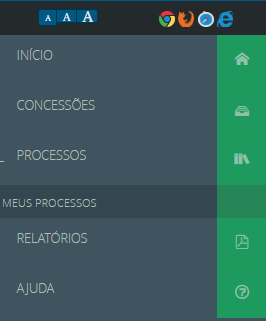 A A A
INÍCIO
CONCESSÕES
PROCESSOS
MEUS PROCESSOS
RELATÓRIOS
AJUDA